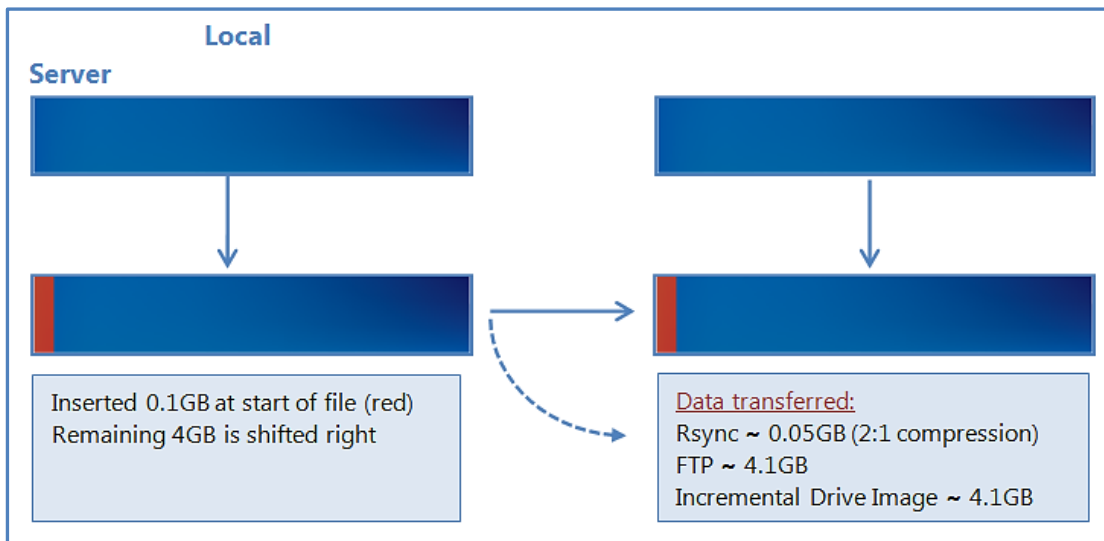 Local
Server
Inserted 0.1GB at start of file (red)
Remaining 4GB is shifted right
Data transferred:
Rsync ~ 0.05GB (2:1 compression)
FTP ~ 4.1GB
Incremental Drive Image ~ 4.1GB